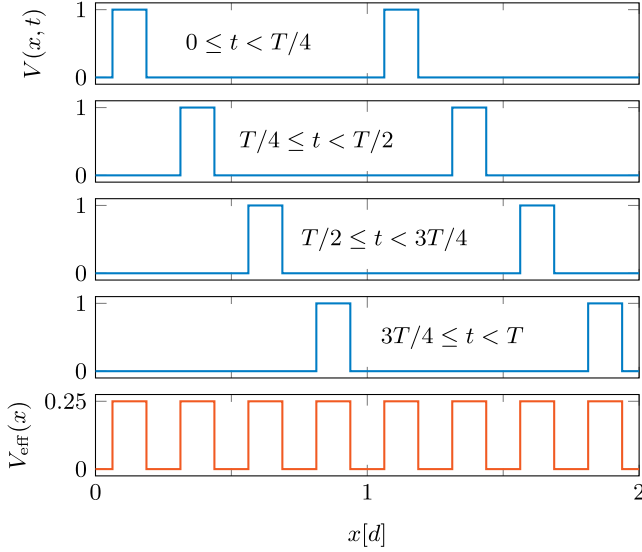 V(x, t)
1
0 ≤ t < T/4
0
1
T/4 ≤ t < T/2
0
1
T/2 ≤ t < 3T/4
0
1
3T/4 ≤ t < T
0
V_eff(x)
0.25
0
0 1 2
x[d]